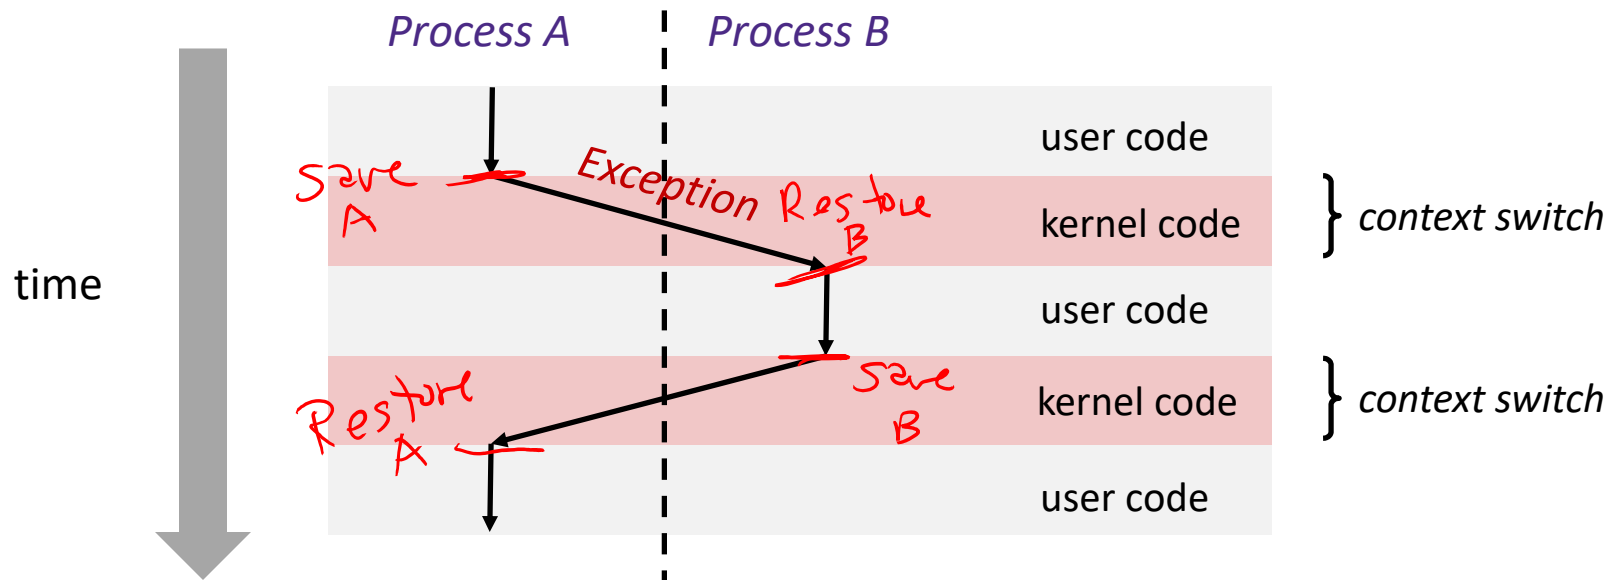 Process A
Process B
user code
Exception
Save
A
Restore
B
kernel code
context switch
time
user code
Restore
A
Save
B
kernel code
context switch
user code